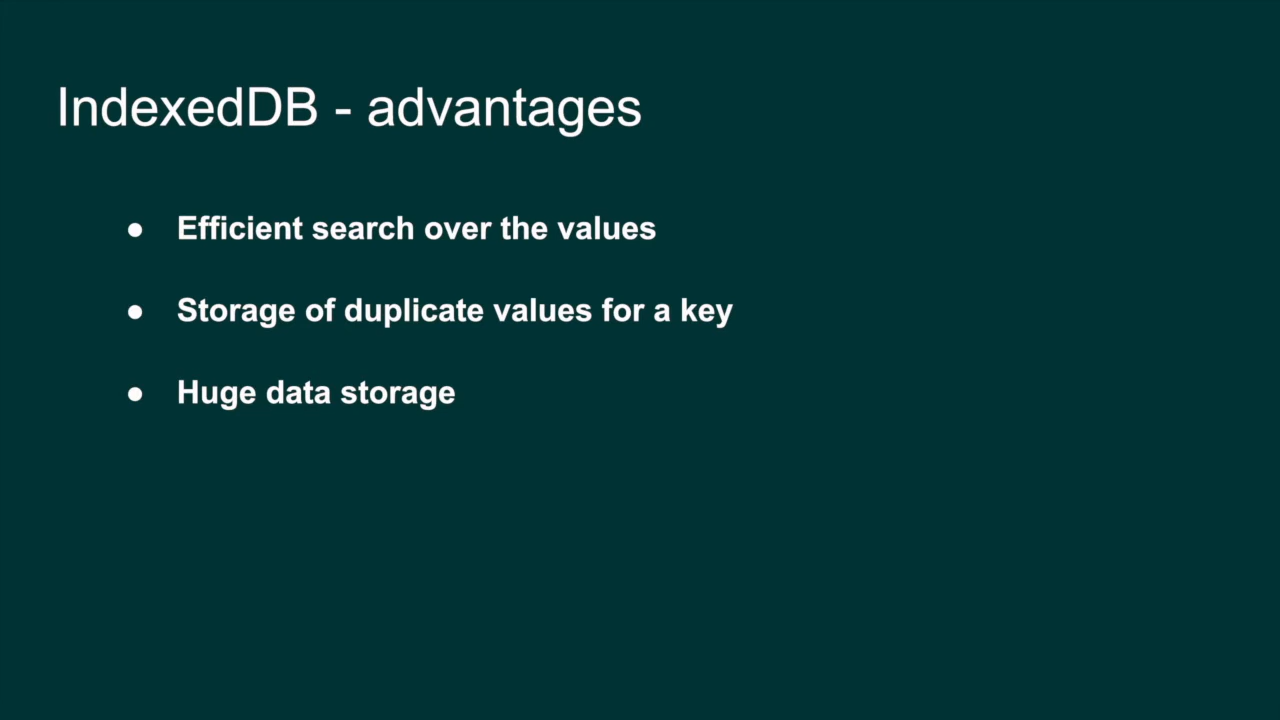 IndexedDB - advantages
● Efficient search over the values
● Storage of duplicate values for a key
● Huge data storage